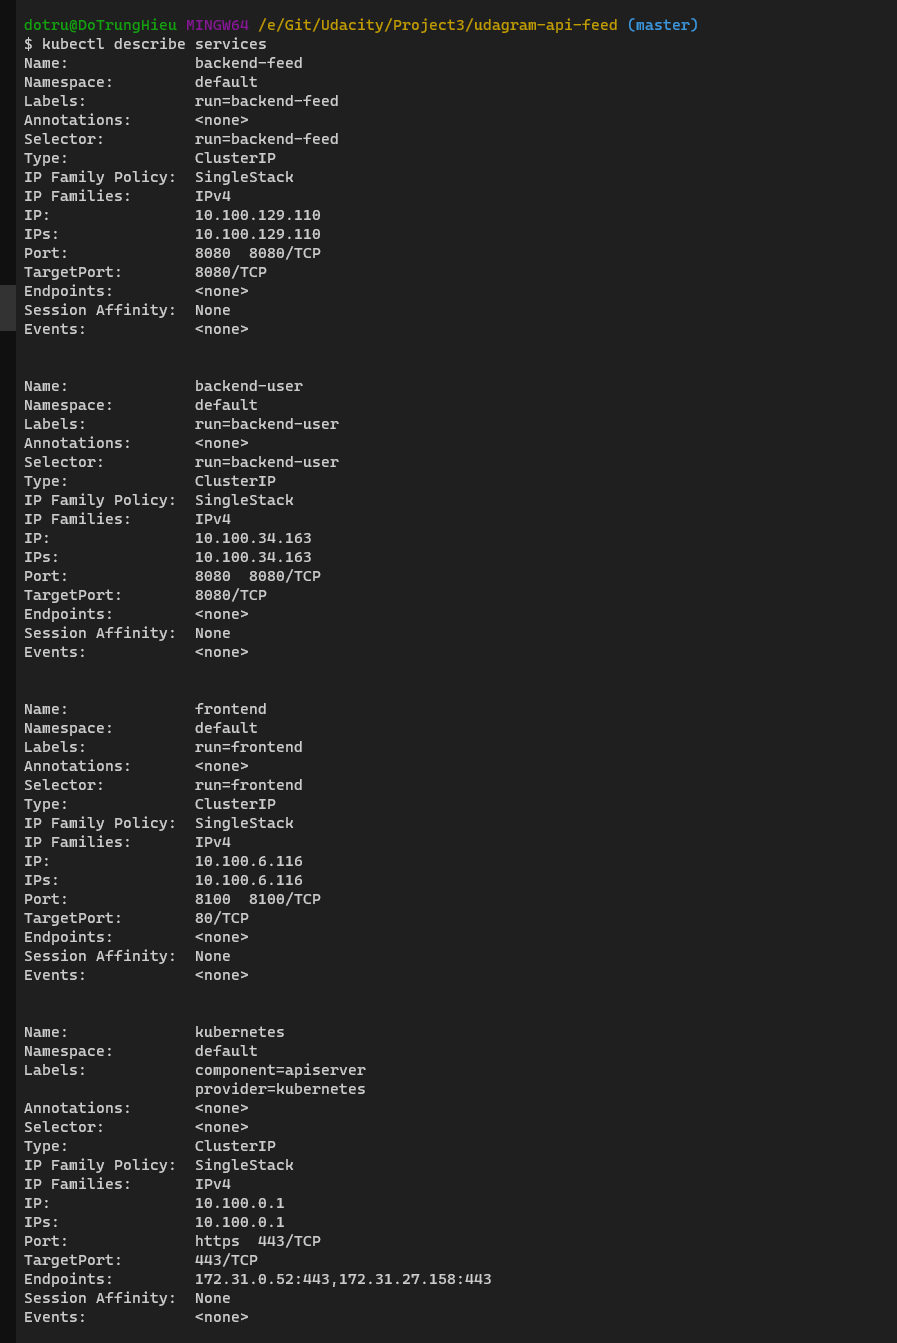 dotru@DoTrungHieu MINGW64 /e/Git/Udacity/Project3/udagram-api-feed (master)
$ kubectl describe services
Name:              backend-feed
Namespace:         default
Labels:            run=backend-feed
Annotations:       <none>
Selector:          run=backend-feed
Type:              ClusterIP
IP Family Policy:  SingleStack
IP Families:       IPv4
IP:                10.100.129.110
IPs:               10.100.129.110
Port:              8080  8080/TCP
TargetPort:        8080/TCP
Endpoints:         <none>
Session Affinity:  None
Events:            <none>
Name:              backend-user
Namespace:         default
Labels:            run=backend-user
Annotations:       <none>
Selector:          run=backend-user
Type:              ClusterIP
IP Family Policy:  SingleStack
IP Families:       IPv4
IP:                10.100.34.163
IPs:               10.100.34.163
Port:              8080  8080/TCP
TargetPort:        8080/TCP
Endpoints:         <none>
Session Affinity:  None
Events:            <none>
Name:              frontend
Namespace:         default
Labels:            run=frontend
Annotations:       <none>
Selector:          run=frontend
Type:              ClusterIP
IP Family Policy:  SingleStack
IP Families:       IPv4
IP:                10.100.6.116
IPs:               10.100.6.116
Port:              8100  8100/TCP
TargetPort:        80/TCP
Endpoints:         <none>
Session Affinity:  None
Events:            <none>
Name:              kubernetes
Namespace:         default
Labels:            component=apiserver
                   provider=kubernetes
Annotations:       <none>
Selector:          <none>
Type:              ClusterIP
IP Family Policy:  SingleStack
IP Families:       IPv4
IP:                10.100.0.1
IPs:               10.100.0.1
Port:              https  443/TCP
TargetPort:        443/TCP
Endpoints:         172.31.0.52:443,172.31.27.158:443
Session Affinity:  None
Events:            <none>